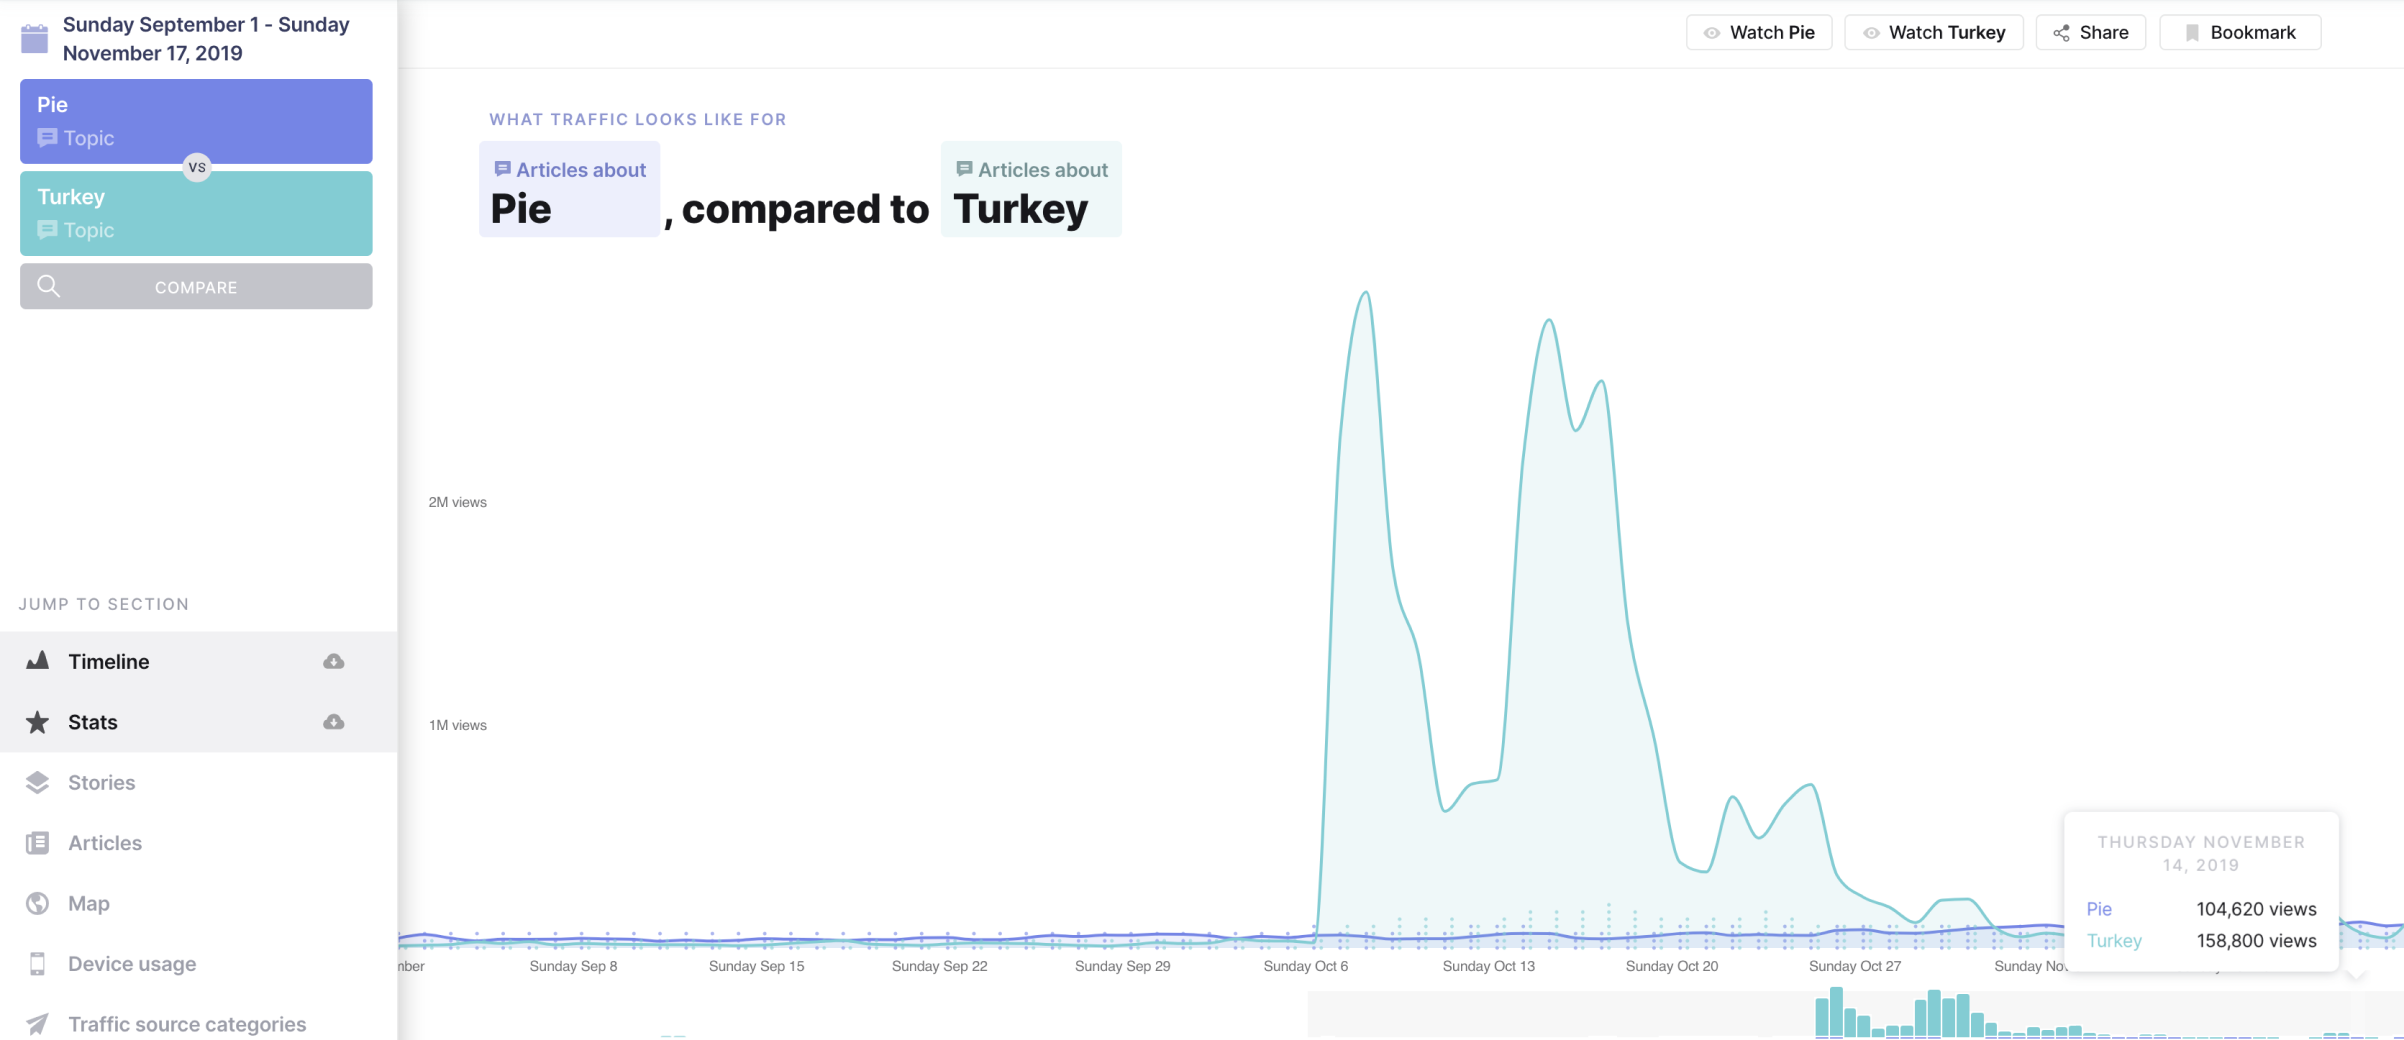 Sunday September 1 - Sunday
November 17, 2019
Pie
Topic
VS
Turkey
Topic
COMPARE
JUMP TO SECTION
Timeline
Stats
Stories
Articles
Map
Device usage
Traffic source categories
Watch Pie
Watch Turkey
Share
Bookmark
WHAT TRAFFIC LOOKS LIKE FOR
Articles about
Pie
, compared to
Articles about
Turkey
2M views
1M views
THURSDAY NOVEMBER
14, 2019
Pie 104,620 views
Turkey 158,800 views
mber Sunday Sep 8 Sunday Sep 15 Sunday Sep 22 Sunday Sep 29 Sunday Oct 6 Sunday Oct 13 Sunday Oct 20 Sunday Oct 27 Sunday No